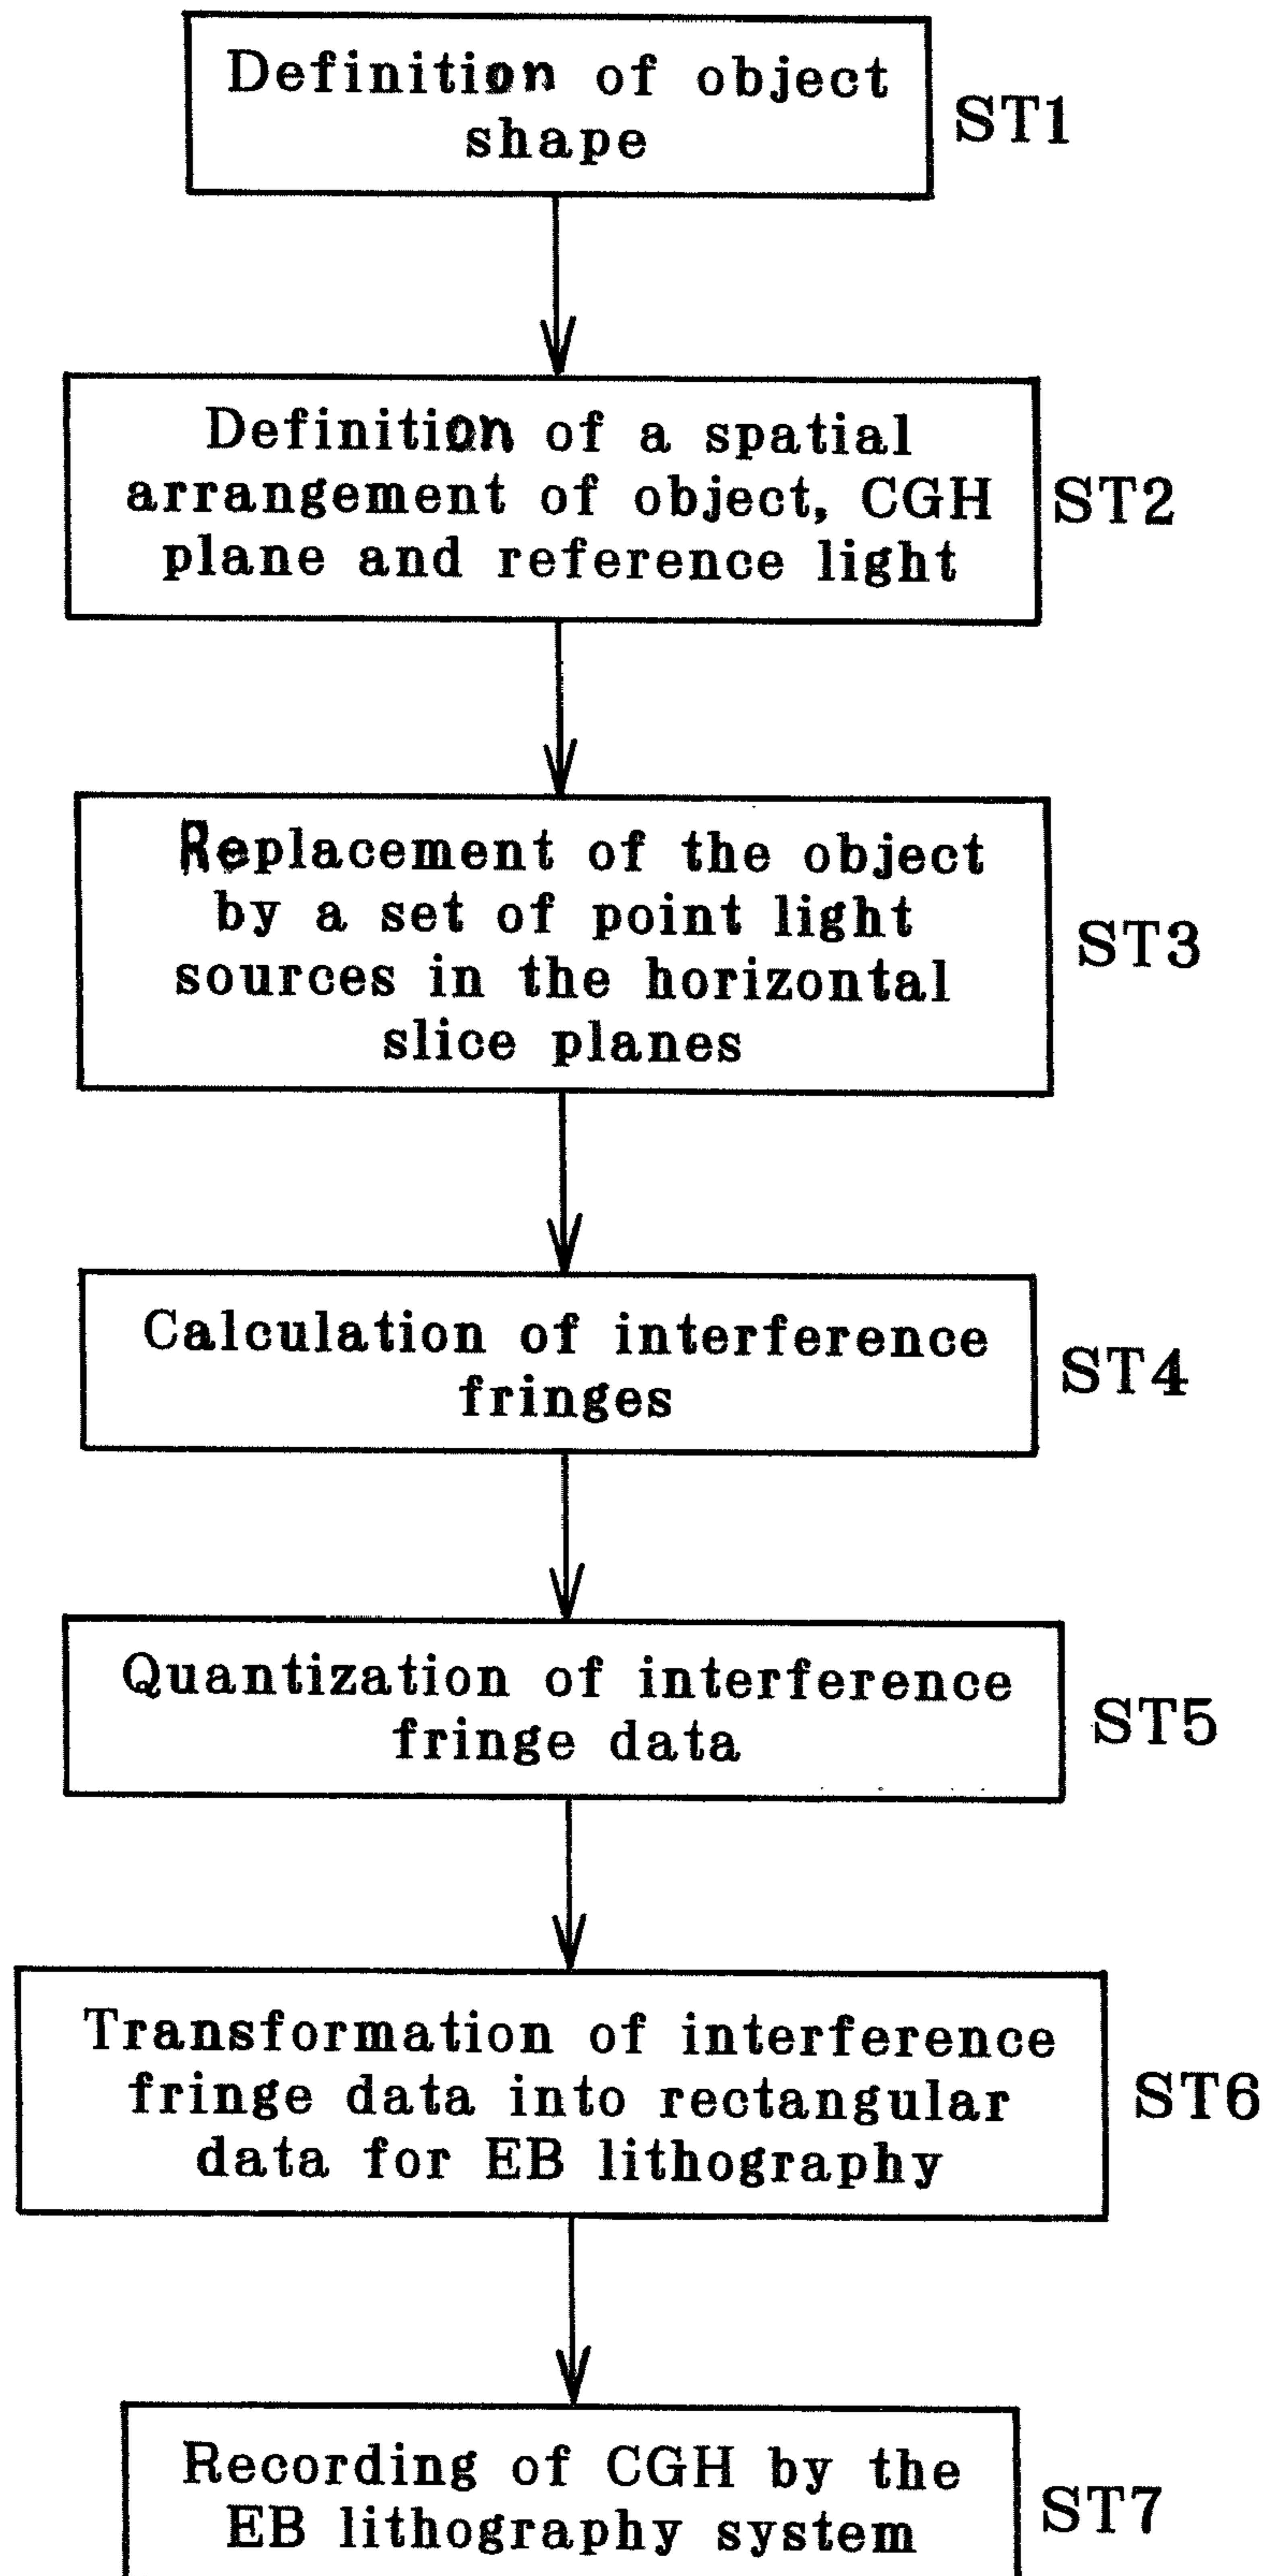 Definition of object
shape
ST1
Definition of a spatial
arrangement of object, CGH
plane and reference light
ST2
Replacement of the object
by a set of point light
sources in the horizontal
slice planes
ST3
Calculation of interference
fringes
ST4
Quantization of interference
fringe data
ST5
Transformation of interference
fringe data into rectangular
data for EB lithography
ST6
Recording of CGH by the
EB lithography system
ST7